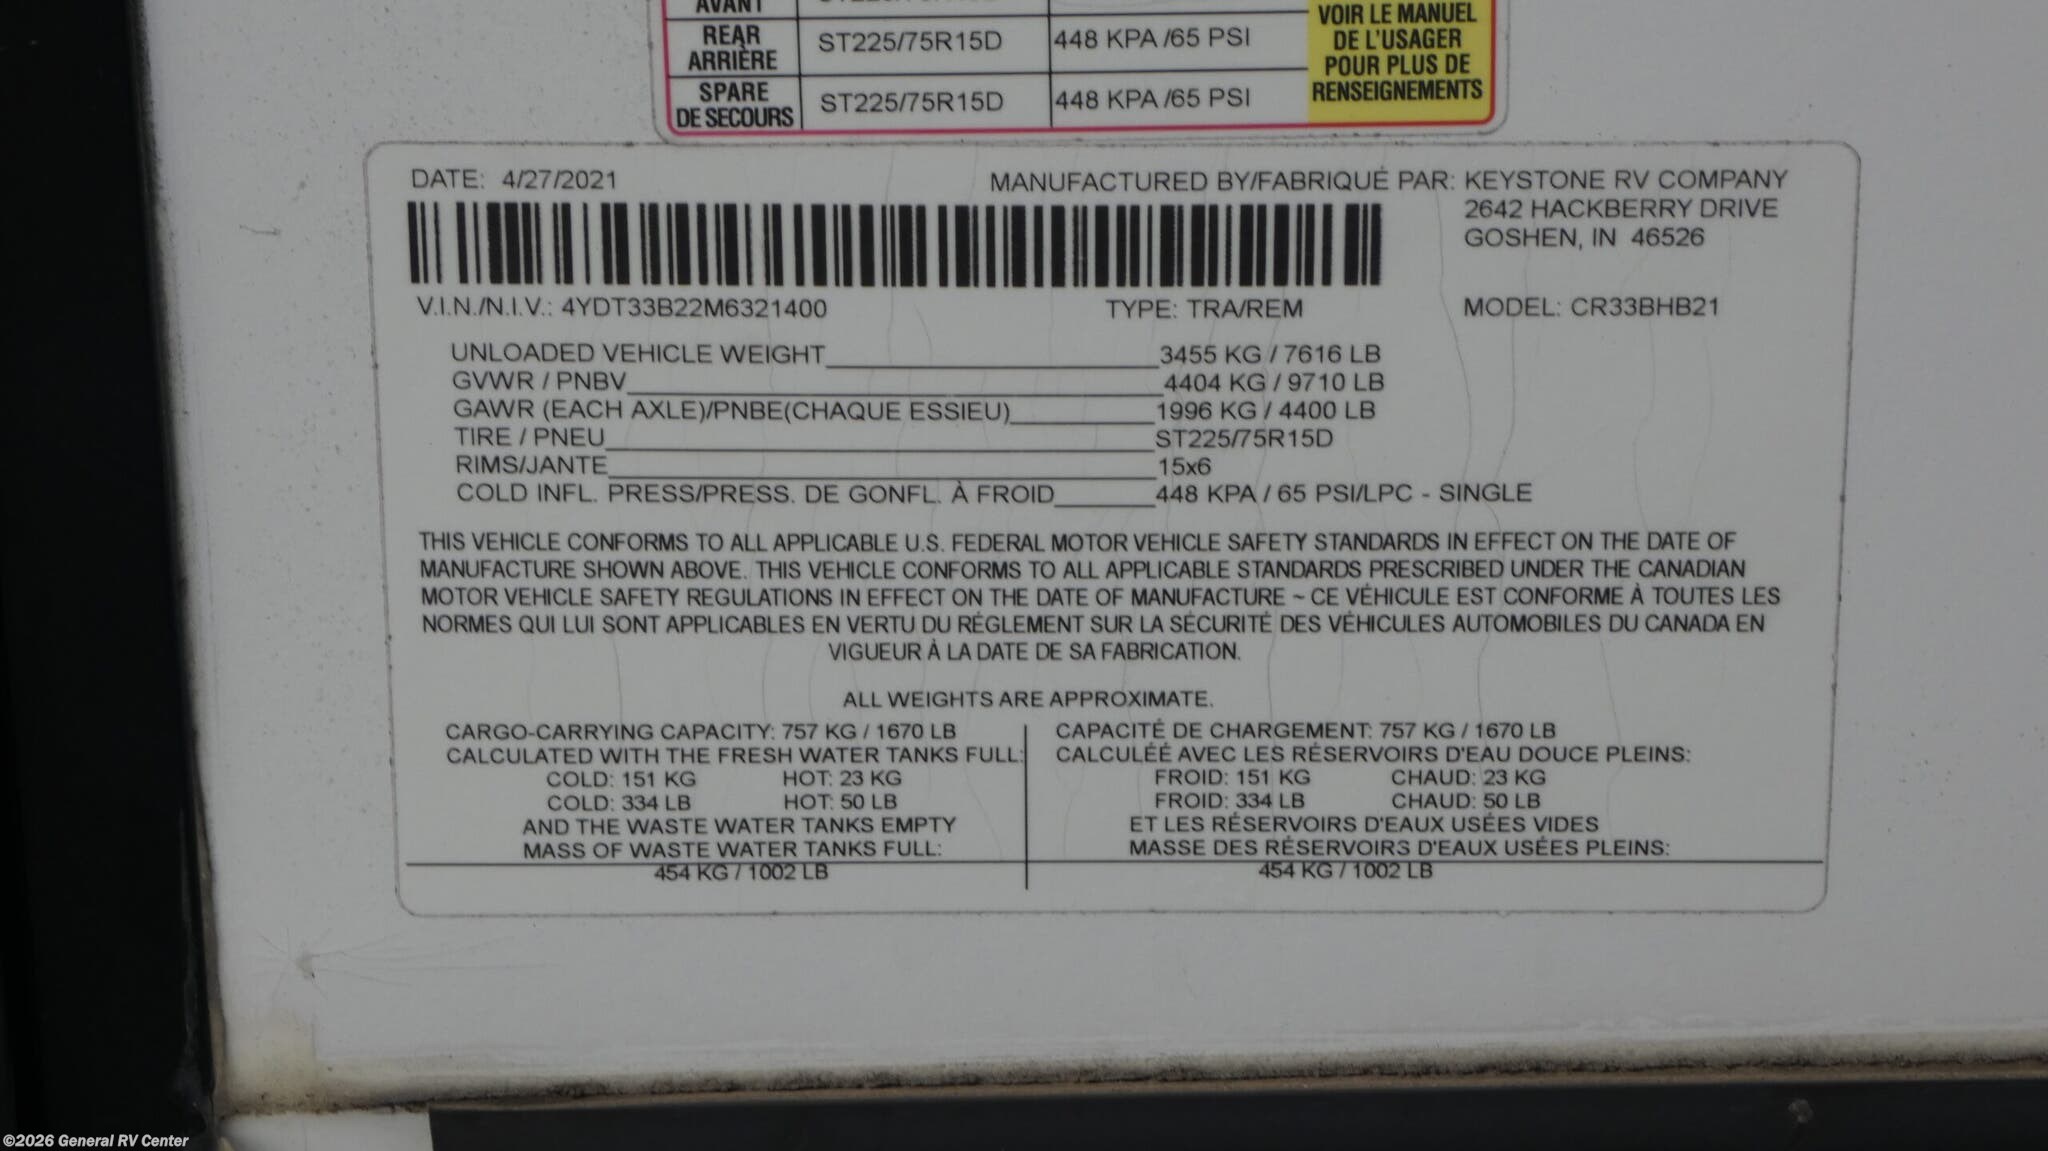 AVANT
REAR
ARRIÈRE
ST225/75R15D
448 KPA /65 PSI
SPARE
DE SECOURS
ST225/75R15D
448 KPA /65 PSI
VOIR LE MANUEL
DE L'USAGER
POUR PLUS DE
RENSEIGNEMENTS
DATE: 4/27/2021
MANUFACTURED BY/FABRIQUÉ PAR: KEYSTONE RV COMPANY
2642 HACKBERRY DRIVE
GOSHEN, IN 46526
V.I.N./N.I.V.: 4YDT33B22M6321400
TYPE: TRA/REM
MODEL: CR33BHB21
UNLOADED VEHICLE WEIGHT 3455 KG / 7616 LB
GVWR / PNBV 4404 KG / 9710 LB
GAWR (EACH AXLE)/PNBE(CHAQUE ESSIEU) 1996 KG / 4400 LB
TIRE / PNEU ST225/75R15D
RIMS/JANTE 15x6
COLD INFL. PRESS/PRESS. DE GONFL. À FROID 448 KPA / 65 PSI/LPC - SINGLE
THIS VEHICLE CONFORMS TO ALL APPLICABLE U.S. FEDERAL MOTOR VEHICLE SAFETY STANDARDS IN EFFECT ON THE DATE OF
MANUFACTURE SHOWN ABOVE. THIS VEHICLE CONFORMS TO ALL APPLICABLE STANDARDS PRESCRIBED UNDER THE CANADIAN
MOTOR VEHICLE SAFETY REGULATIONS IN EFFECT ON THE DATE OF MANUFACTURE ~ CE VÉHICULE EST CONFORME À TOUTES LES
NORMES QUI LUI SONT APPLICABLES EN VERTU DU RÉGLEMENT SUR LA SÉCURITÉ DES VÉHICULES AUTOMOBILES DU CANADA EN
VIGUEUR À LA DATE DE SA FABRICATION.
ALL WEIGHTS ARE APPROXIMATE.
CARGO-CARRYING CAPACITY: 757 KG / 1670 LB
CALCULATED WITH THE FRESH WATER TANKS FULL:
COLD: 151 KG HOT: 23 KG
COLD: 334 LB HOT: 50 LB
AND THE WASTE WATER TANKS EMPTY
MASS OF WASTE WATER TANKS FULL:
454 KG / 1002 LB
CAPACITÉ DE CHARGEMENT: 757 KG / 1670 LB
CALCULÉÉ AVEC LES RÉSERVOIRS D'EAU DOUCE PLEINS:
FROID: 151 KG CHAUD: 23 KG
FROID: 334 LB CHAUD: 50 LB
ET LES RÉSERVOIRS D'EAUX USÉES VIDES
MASSE DES RÉSERVOIRS D'EAUX USÉES PLEINS:
454 KG / 1002 LB
©2026 General RV Center